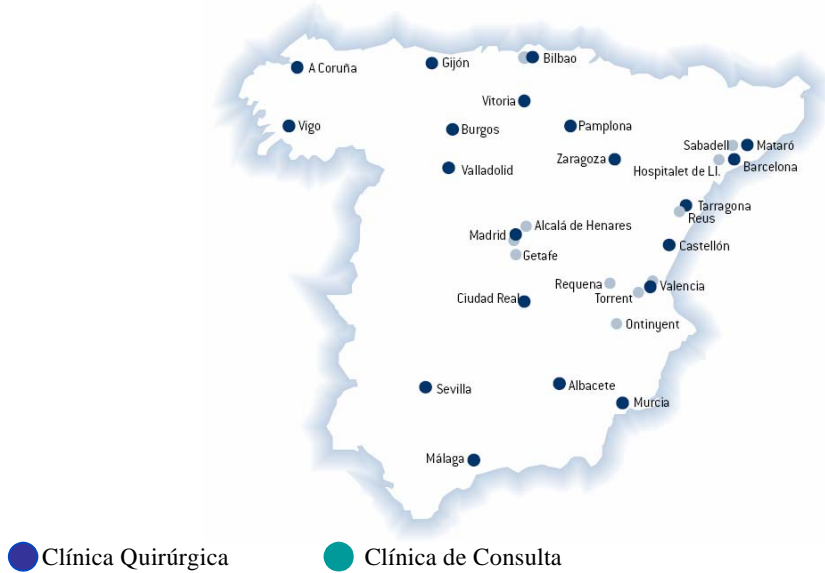 Bilbao
Gijón
A Coruña
Vitoria
Vigo
Burgos
Pamplona
Sabadell
Mataró
Zaragoza
Hospitalet de Ll.
Barcelona
Valladolid
Tarragona
Reus
Alcalá de Henares
Madrid
Castellón
Getafe
Requena
Valencia
Ciudad Real
Torrent
Ontinyent
Sevilla
Albacete
Murcia
Málaga
Clínica Quirúrgica
Clínica de Consulta